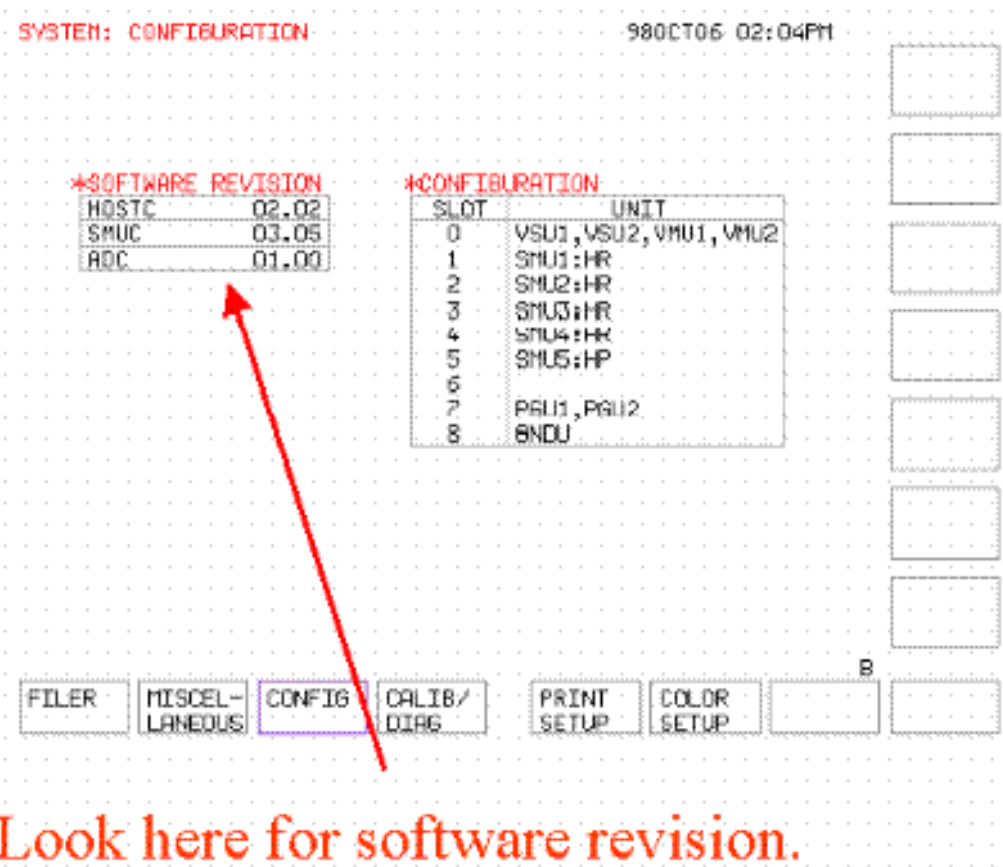 SYSTEM: CONFIGURATION 98OCT06 02:04PM
*SOFTWARE REVISION
HOSTC 02.02
SMUC 03.05
ADC 01.00
*CONFIGURATION
SLOT UNIT
0 VSU1,VSU2,VMU1,VMU2
1 SMU1:HR
2 SMU2:HR
3 SMU3:HR
4 SMU4:HR
5 SMU5:HP
6
7 PGU1,PGU2
8 GNDU
B
FILER MISCEL- CONFIG CALIB/ PRINT COLOR
LANEOUS DIAG SETUP SETUP
Look here for software revision.